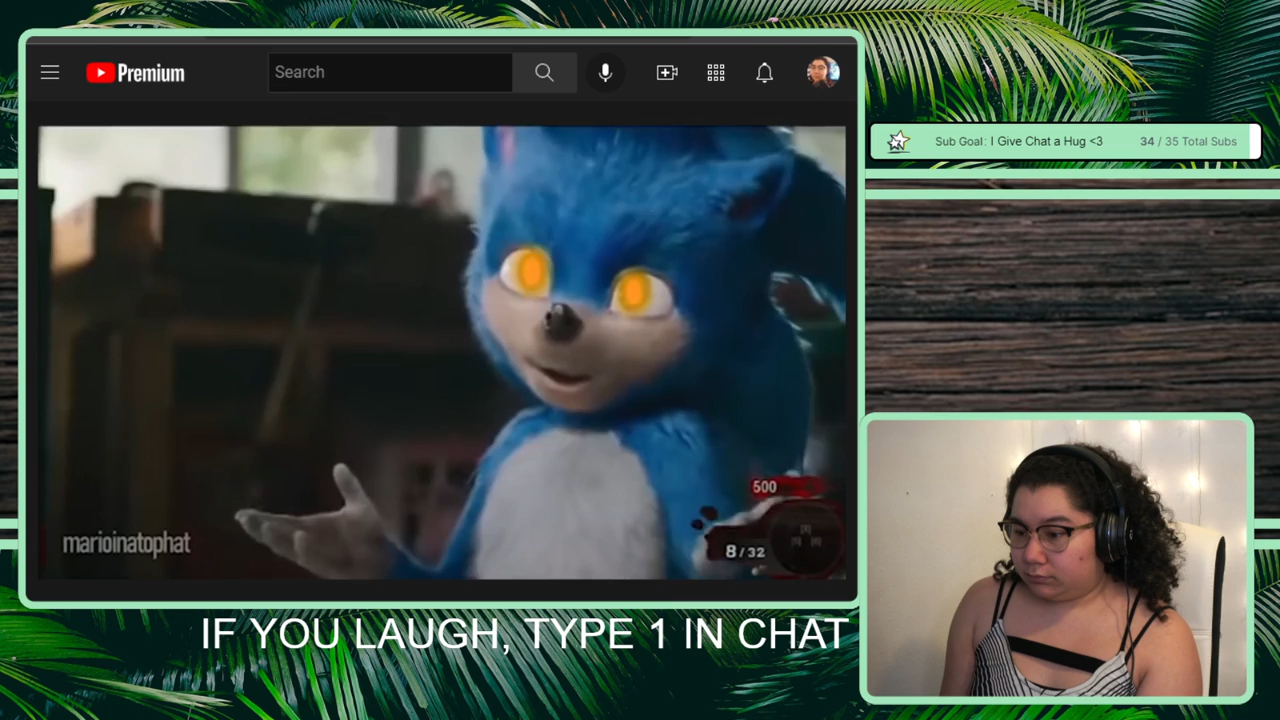 Premium
Search
Sub Goal: I Give Chat a Hug <3 34 / 35 Total Subs
500
8/32
marioinatophat
IF YOU LAUGH, TYPE 1 IN CHAT